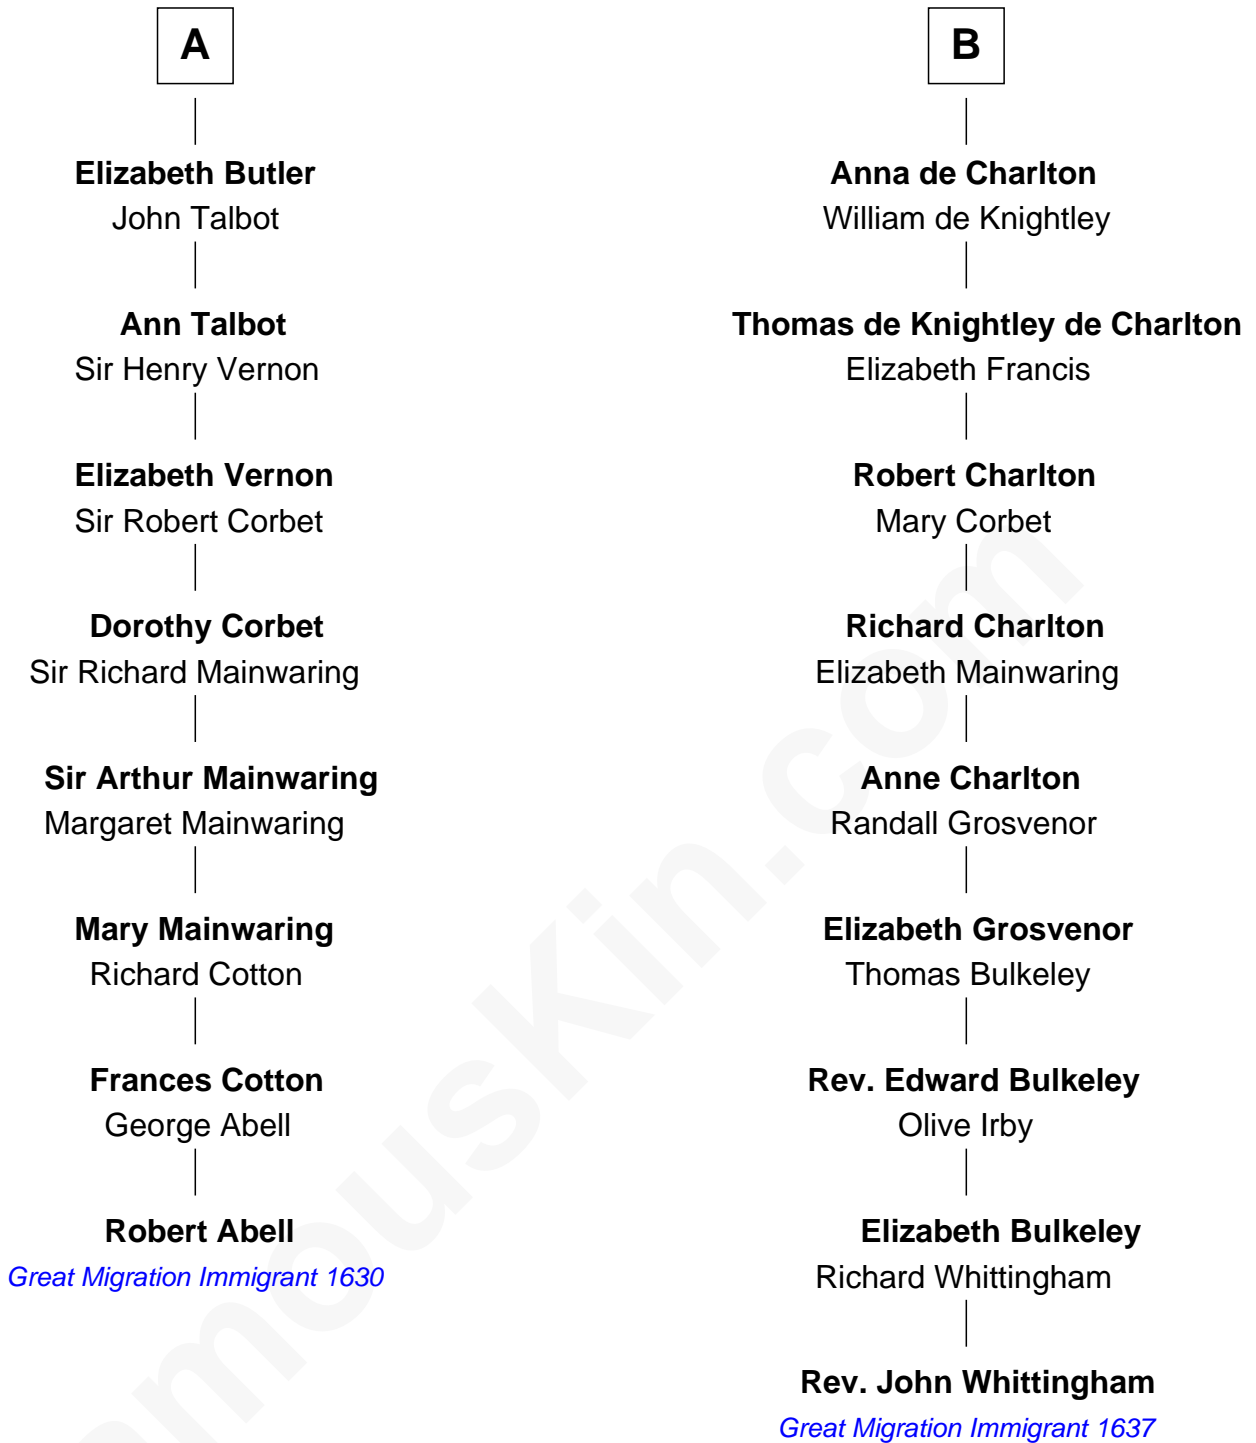 A
Elizabeth Butler
John Talbot
Ann Talbot
Sir Henry Vernon
Elizabeth Vernon
Sir Robert Corbet
Dorothy Corbet
Sir Richard Mainwaring
Sir Arthur Mainwaring
Margaret Mainwaring
Mary Mainwaring
Richard Cotton
Frances Cotton
George Abell
Robert Abell
Great Migration Immigrant 1630
B
Anna de Charlton
William de Knightley
Thomas de Knightley de Charlton
Elizabeth Francis
Robert Charlton
Mary Corbet
Richard Charlton
Elizabeth Mainwaring
Anne Charlton
Randall Grosvenor
Elizabeth Grosvenor
Thomas Bulkeley
Rev. Edward Bulkeley
Olive Irby
Elizabeth Bulkeley
Richard Whittingham
Rev. John Whittingham
Great Migration Immigrant 1637
amouskin.com